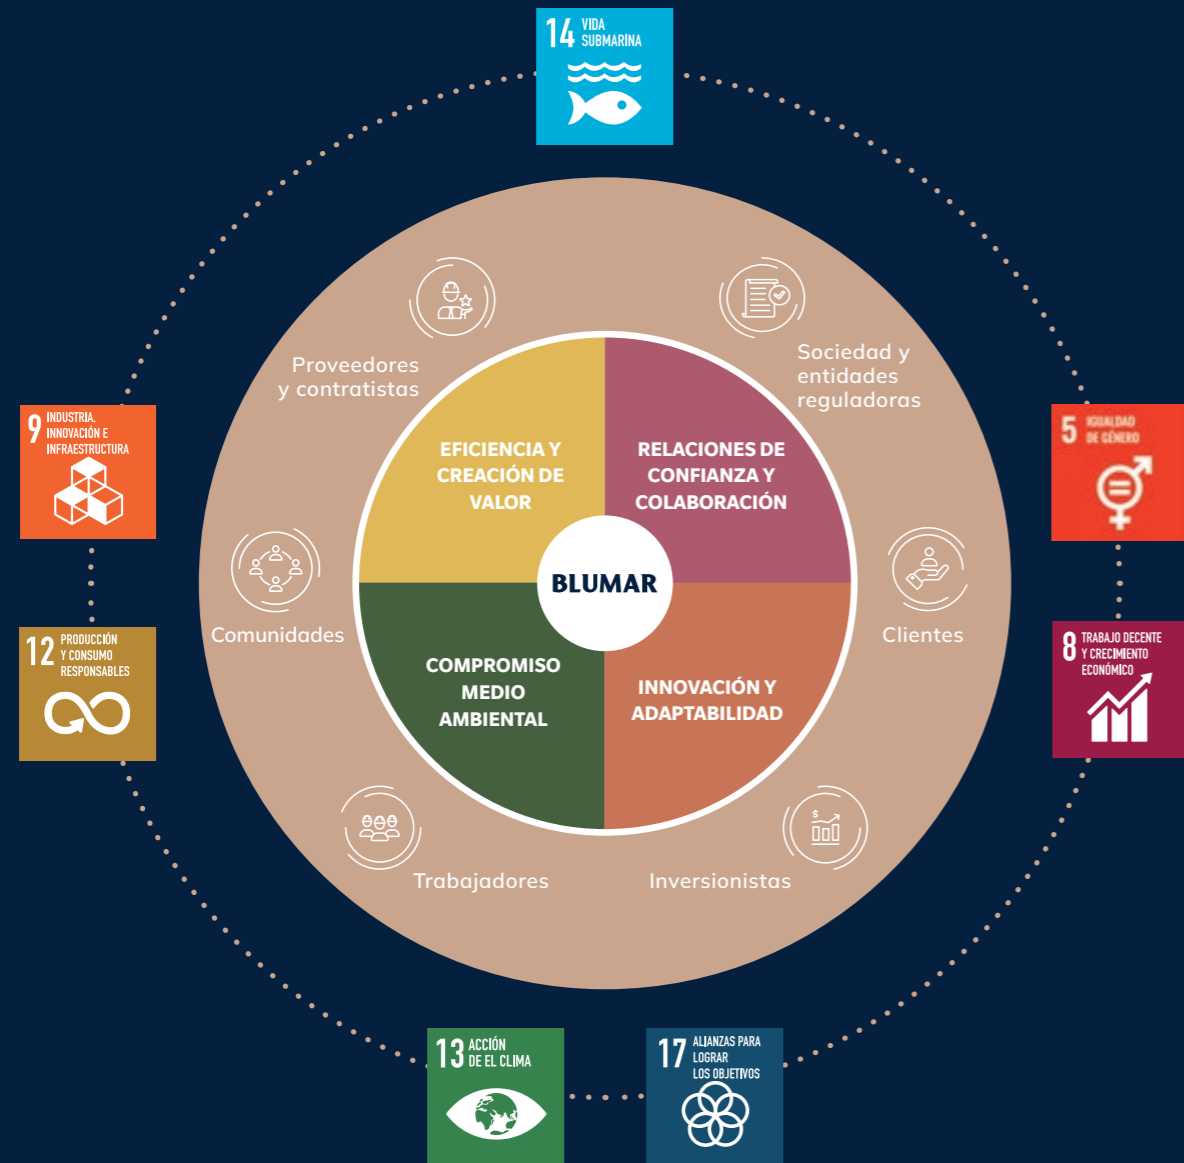 14 VIDA
SUBMARINA
Proveedores
y contratistas
Sociedad y
entidades
reguladoras
9 INDUSTRIA,
INNOVACIÓN E
INFRAESTRUCTURA
5 IGUALDAD
DE GÉNERO
EFICIENCIA Y
CREACIÓN DE
VALOR
RELACIONES DE
CONFIANZA Y
COLABORACIÓN
BLUMAR
Comunidades
Clientes
12 PRODUCCIÓN
Y CONSUMO
RESPONSABLES
8 TRABAJO DECENTE
Y CRECIMIENTO
ECONÓMICO
COMPROMISO
MEDIO
AMBIENTAL
INNOVACIÓN Y
ADAPTABILIDAD
$
Trabajadores
Inversionistas
13 ACCIÓN
DE EL CLIMA
17 ALIANZAS PARA
LOGRAR
LOS OBJETIVOS